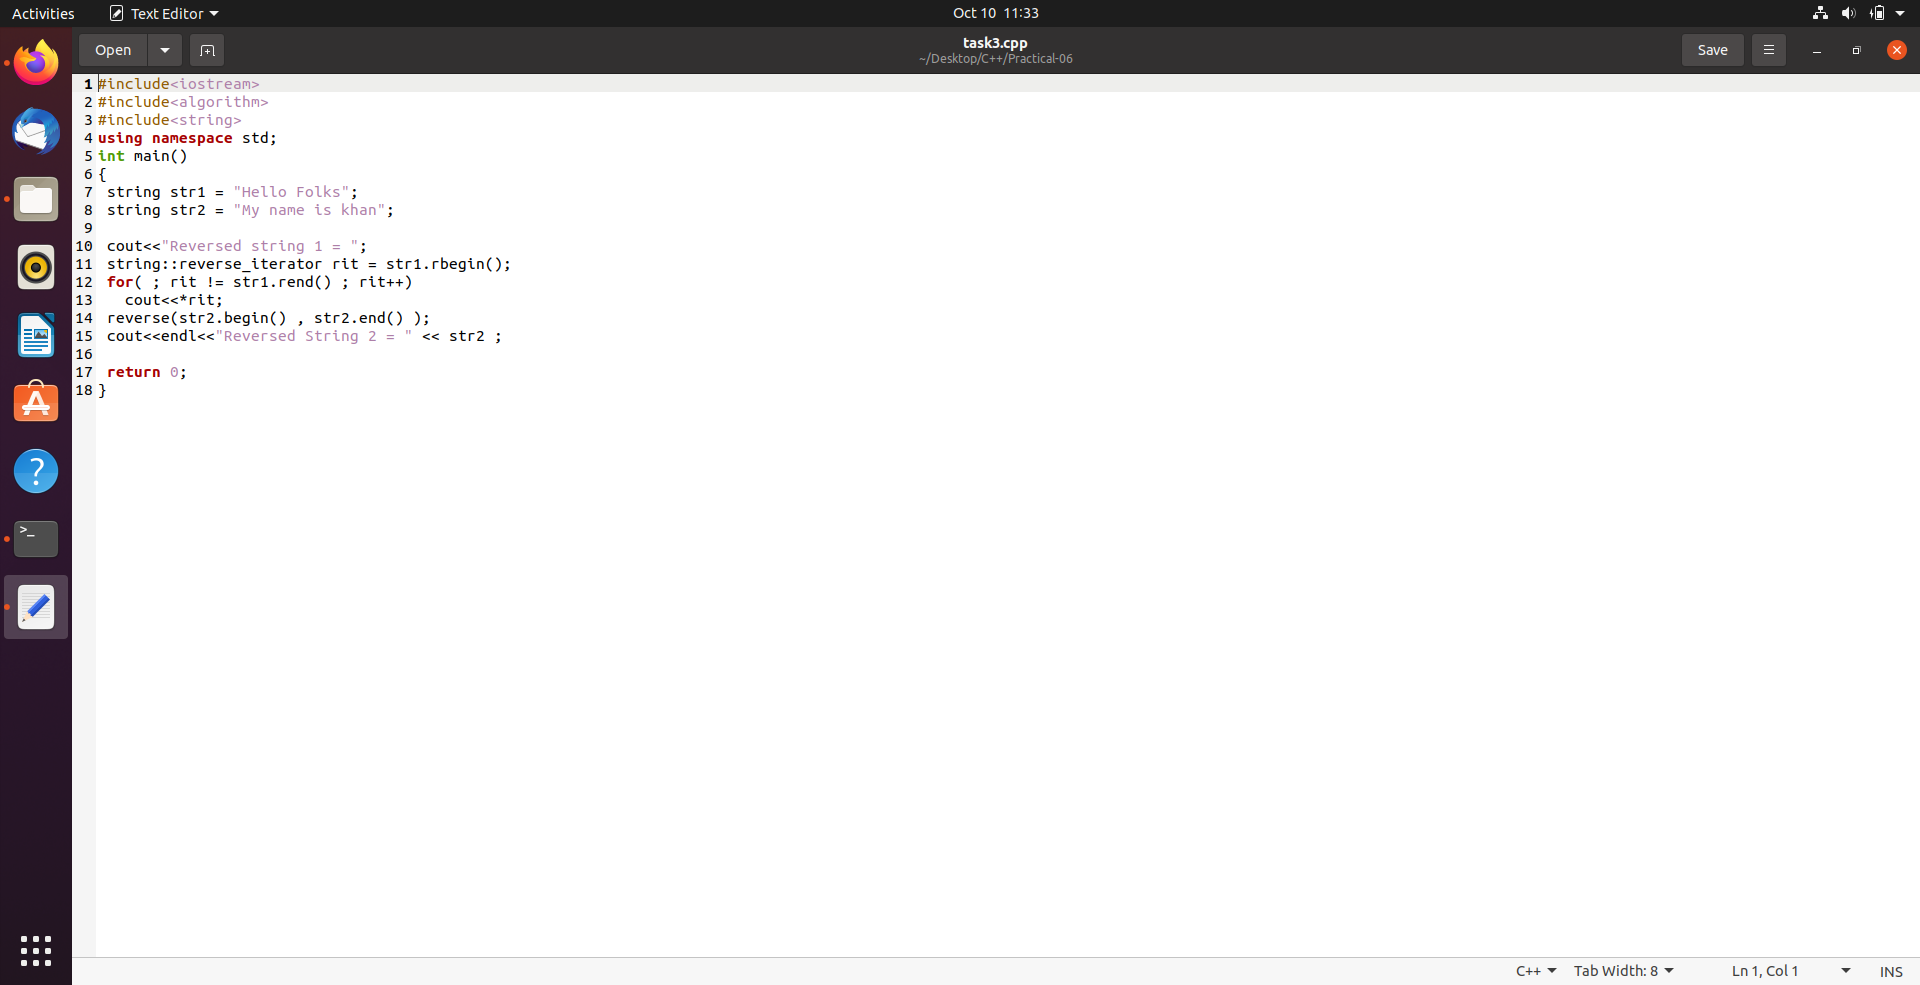 Activities Text Editor Oct 10 11:33
Open task3.cpp Save
~/Desktop/C++/Practical-06
1 #include<iostream>
2 #include<algorithm>
3 #include<string>
4 using namespace std;
5 int main()
6 {
7  string str1 = "Hello Folks";
8  string str2 = "My name is khan";
9
10  cout<<"Reversed string 1 = ";
11  string::reverse_iterator rit = str1.rbegin();
12  for( ; rit != str1.rend() ; rit++)
13    cout<<*rit;
14  reverse(str2.begin() , str2.end() );
15  cout<<endl<<"Reversed String 2 = " << str2 ;
16
17  return 0;
18 }
C++ Tab Width: 8 Ln 1, Col 1 INS